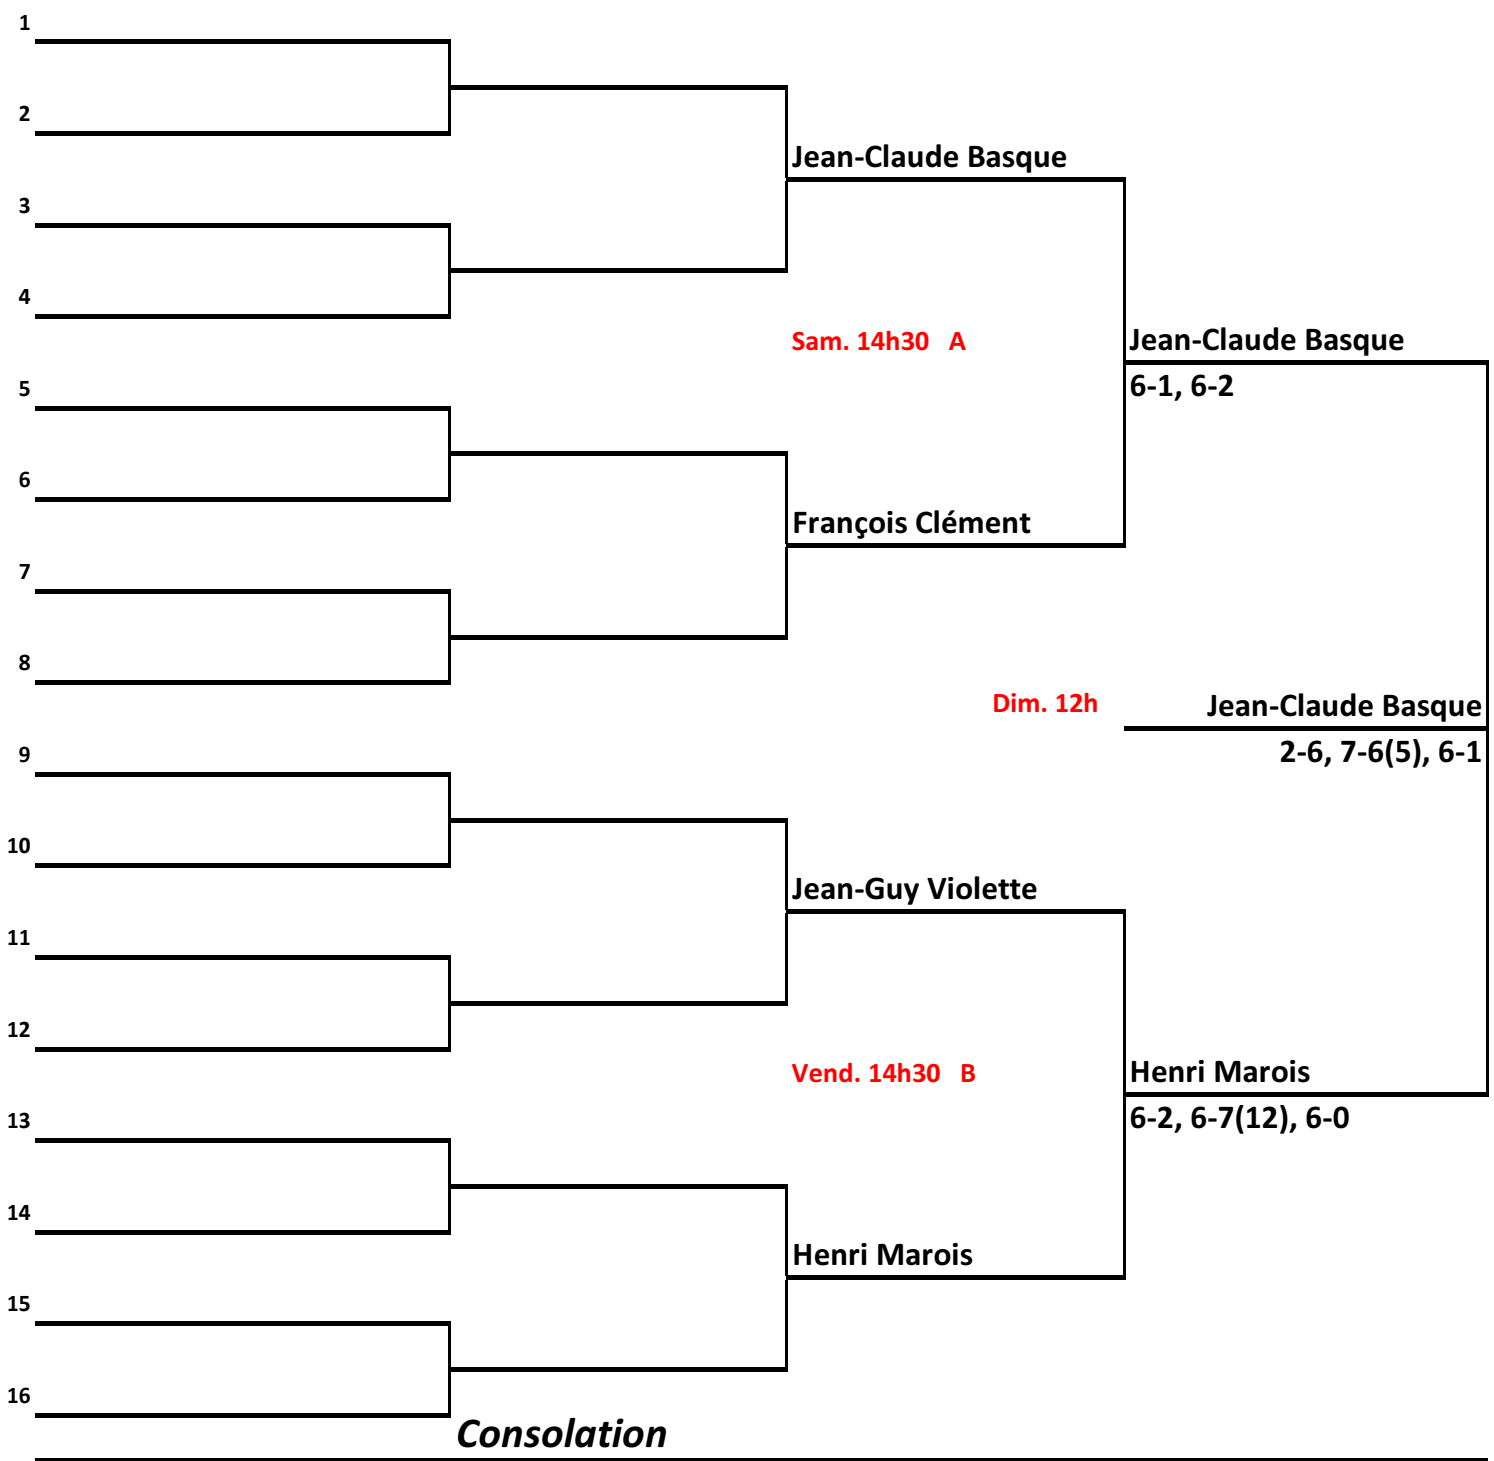 1
2
Jean-Claude Basque
3
4
Sam. 14h30 A
Jean-Claude Basque
6-1, 6-2
5
6
François Clément
7
8
Dim. 12h
Jean-Claude Basque
2-6, 7-6(5), 6-1
9
10
Jean-Guy Violette
11
12
Vend. 14h30 B
Henri Marois
6-2, 6-7(12), 6-0
13
14
Henri Marois
15
16
Consolation